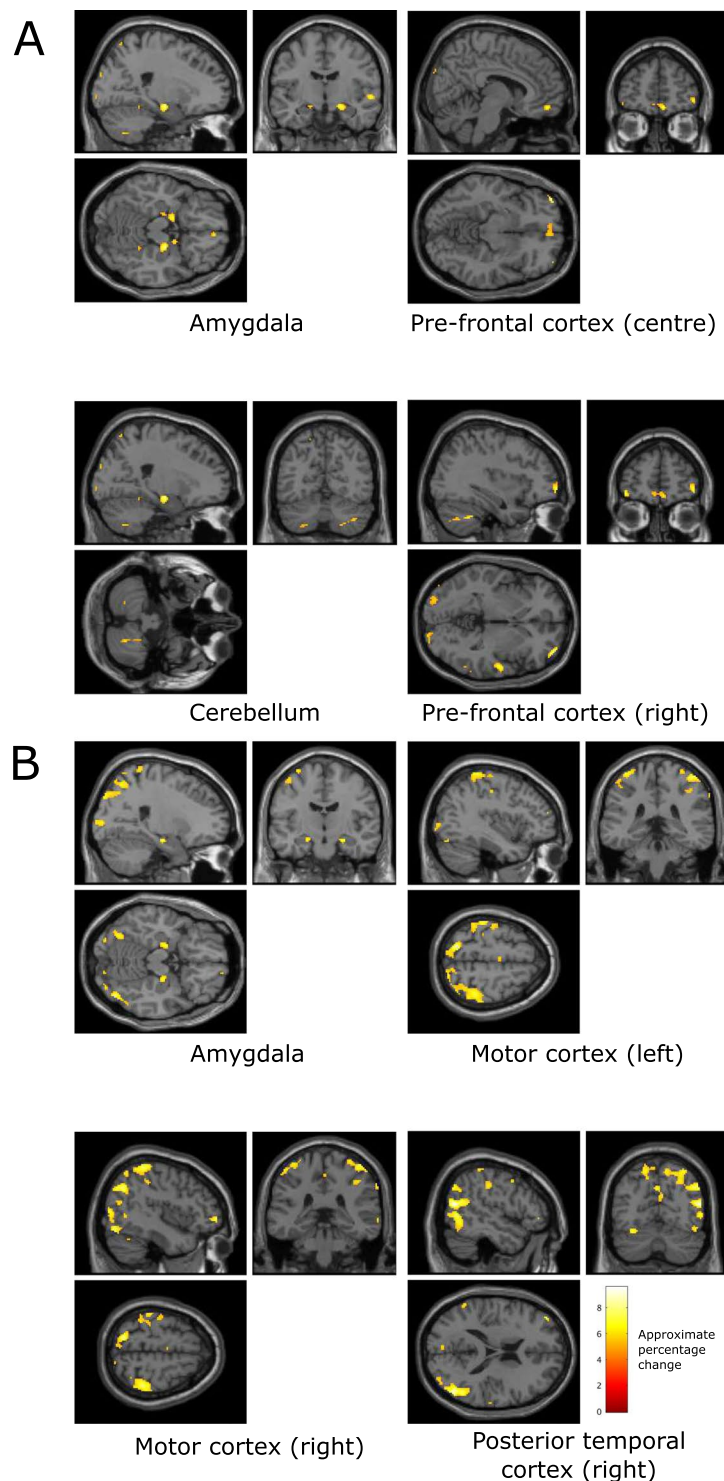 A
Amygdala
Pre-frontal cortex (centre)
Cerebellum
Pre-frontal cortex (right)
B
Amygdala
Motor cortex (left)
Motor cortex (right)
8
6
4
2
0
Approximate
percentage
change
Posterior temporal
cortex (right)